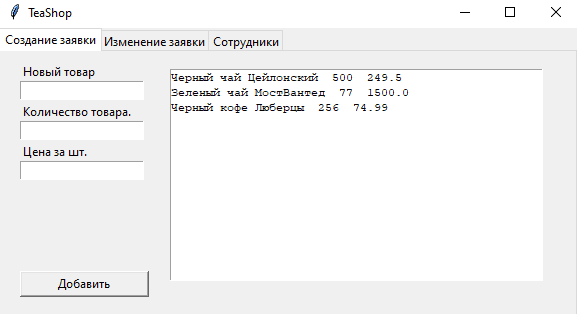 TeaShop
Создание заявки
Изменение заявки
Сотрудники
Новый товар
Количество товара.
Цена за шт.
Добавить
Черный чай Цейлонский 500 249.5
Зеленый чай МостВантед 77 1500.0
Черный кофе Люберцы 256 74.99